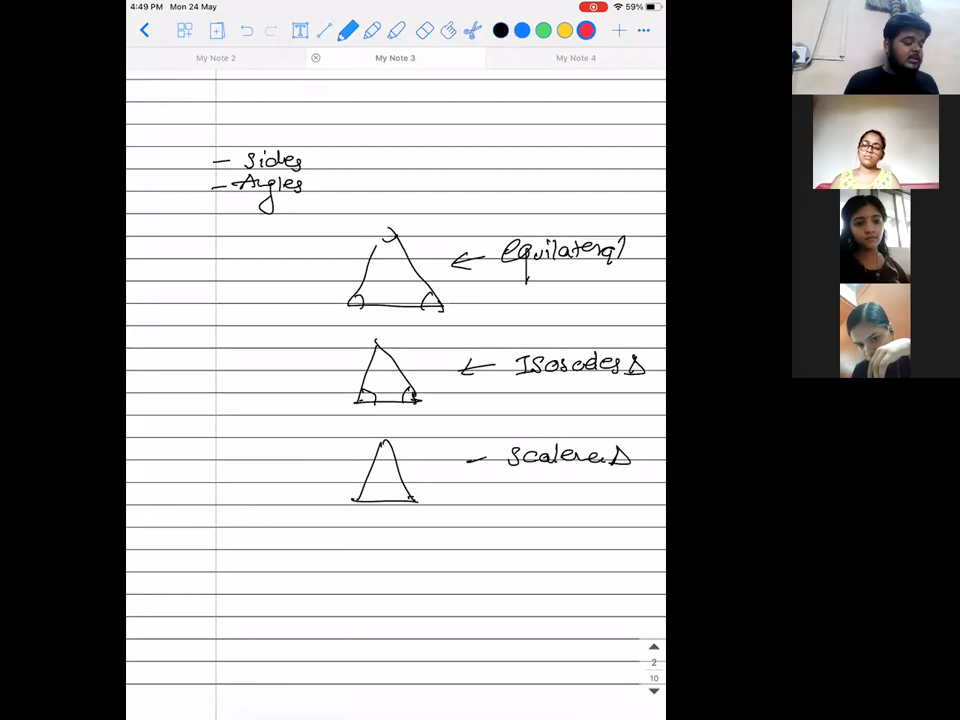 4:49 PM Mon 24 May
59%
My Note 2
My Note 3
My Note 4
- Sides
- Angles
← equilateral
← Isosceles Δ
- Scalene Δ
2
10